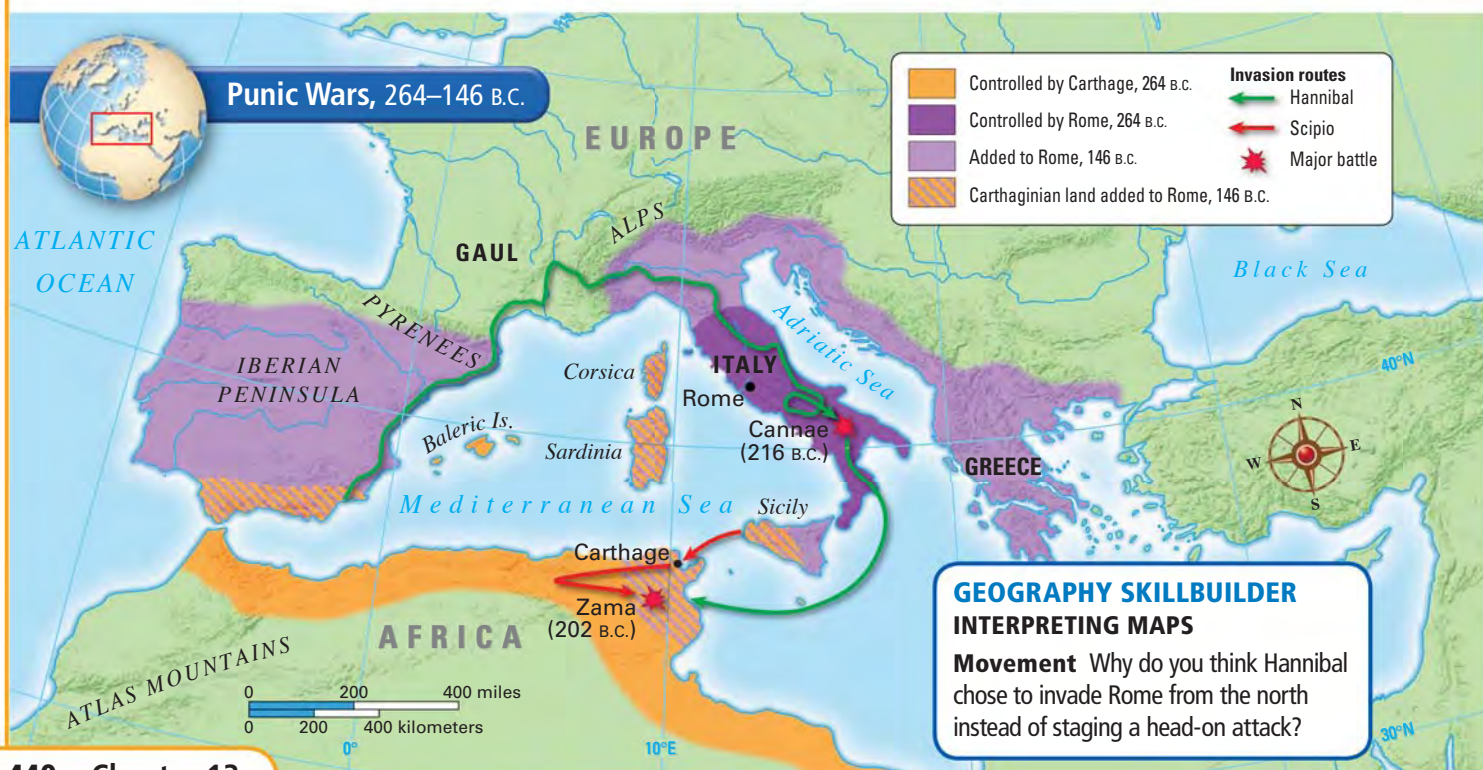 Punic Wars, 264–146 B.C.
Controlled by Carthage, 264 B.C.
Controlled by Rome, 264 B.C.
Added to Rome, 146 B.C.
Carthaginian land added to Rome, 146 B.C.
Invasion routes
Hannibal
Scipio
Major battle
EUROPE
ATLANTIC
OCEAN
GAUL
ALPS
Black Sea
PYRENEES
Adriatic Sea
IBERIAN
PENINSULA
Corsica
ITALY
Rome
40°N
Baleric Is.
Sardinia
Cannae
(216 B.C.)
GREECE
N
W
E
S
Mediterranean Sea
Sicily
Carthage
Zama
(202 B.C.)
AFRICA
ATLAS MOUNTAINS
0 200 400 miles
0 200 400 kilometers
0°
10°E
30°N
GEOGRAPHY SKILLBUILDER
INTERPRETING MAPS
Movement Why do you think Hannibal
chose to invade Rome from the north
instead of staging a head-on attack?